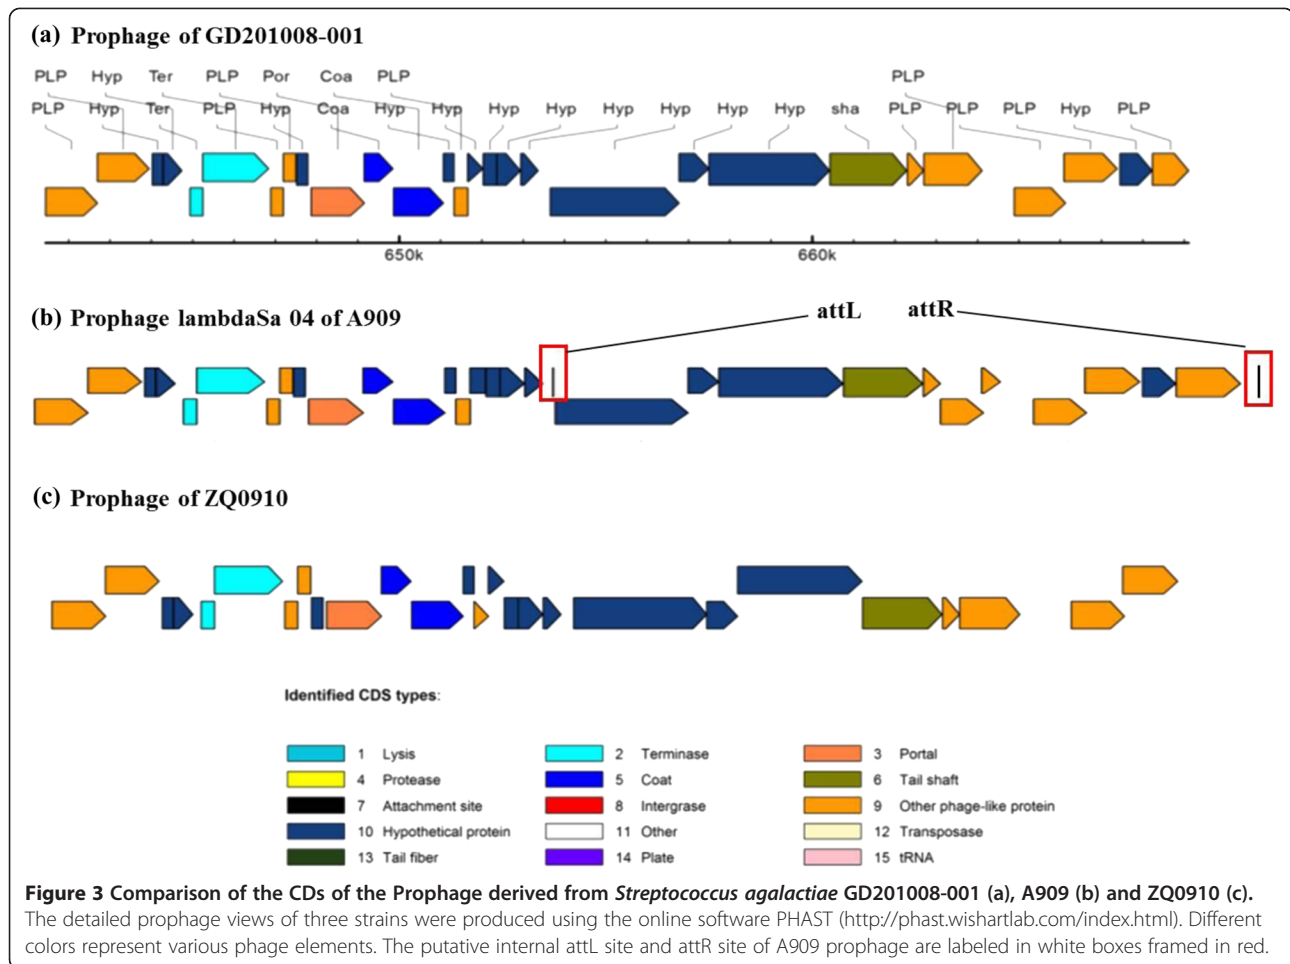 (a) Prophage of GD201008-001
PLP Hyp Ter PLP Por Coa PLP PLP
PLP Hyp Ter PLP Hyp Coa Hyp Hyp Hyp Hyp Hyp Hyp Hyp Hyp sha PLP PLP PLP Hyp PLP
650k 660k
(b) Prophage lambdaSa 04 of A909
attL attR
(c) Prophage of ZQ0910
Identified CDS types:
1 Lysis 2 Terminase 3 Portal
4 Protease 5 Coat 6 Tail shaft
7 Attachment site 8 Intergrase 9 Other phage-like protein
10 Hypothetical protein 11 Other 12 Transposase
13 Tail fiber 14 Plate 15 tRNA
Figure 3 Comparison of the CDs of the Prophage derived from Streptococcus agalactiae GD201008-001 (a), A909 (b) and ZQ0910 (c).
The detailed prophage views of three strains were produced using the online software PHAST (http://phast.wishartlab.com/index.html). Different
colors represent various phage elements. The putative internal attL site and attR site of A909 prophage are labeled in white boxes framed in red.